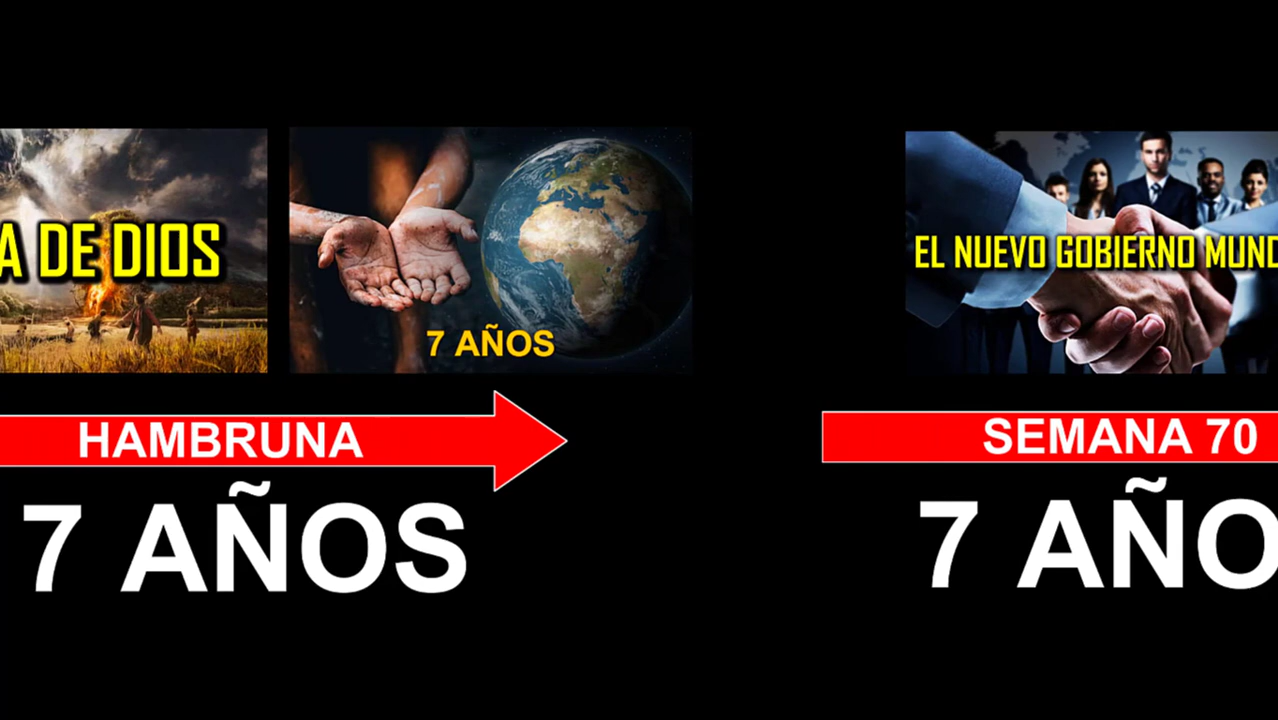 A DE DIOS
7 AÑOS
EL NUEVO GOBIERNO MUND
HAMBRUNA
SEMANA 70
7 AÑOS
7 AÑO